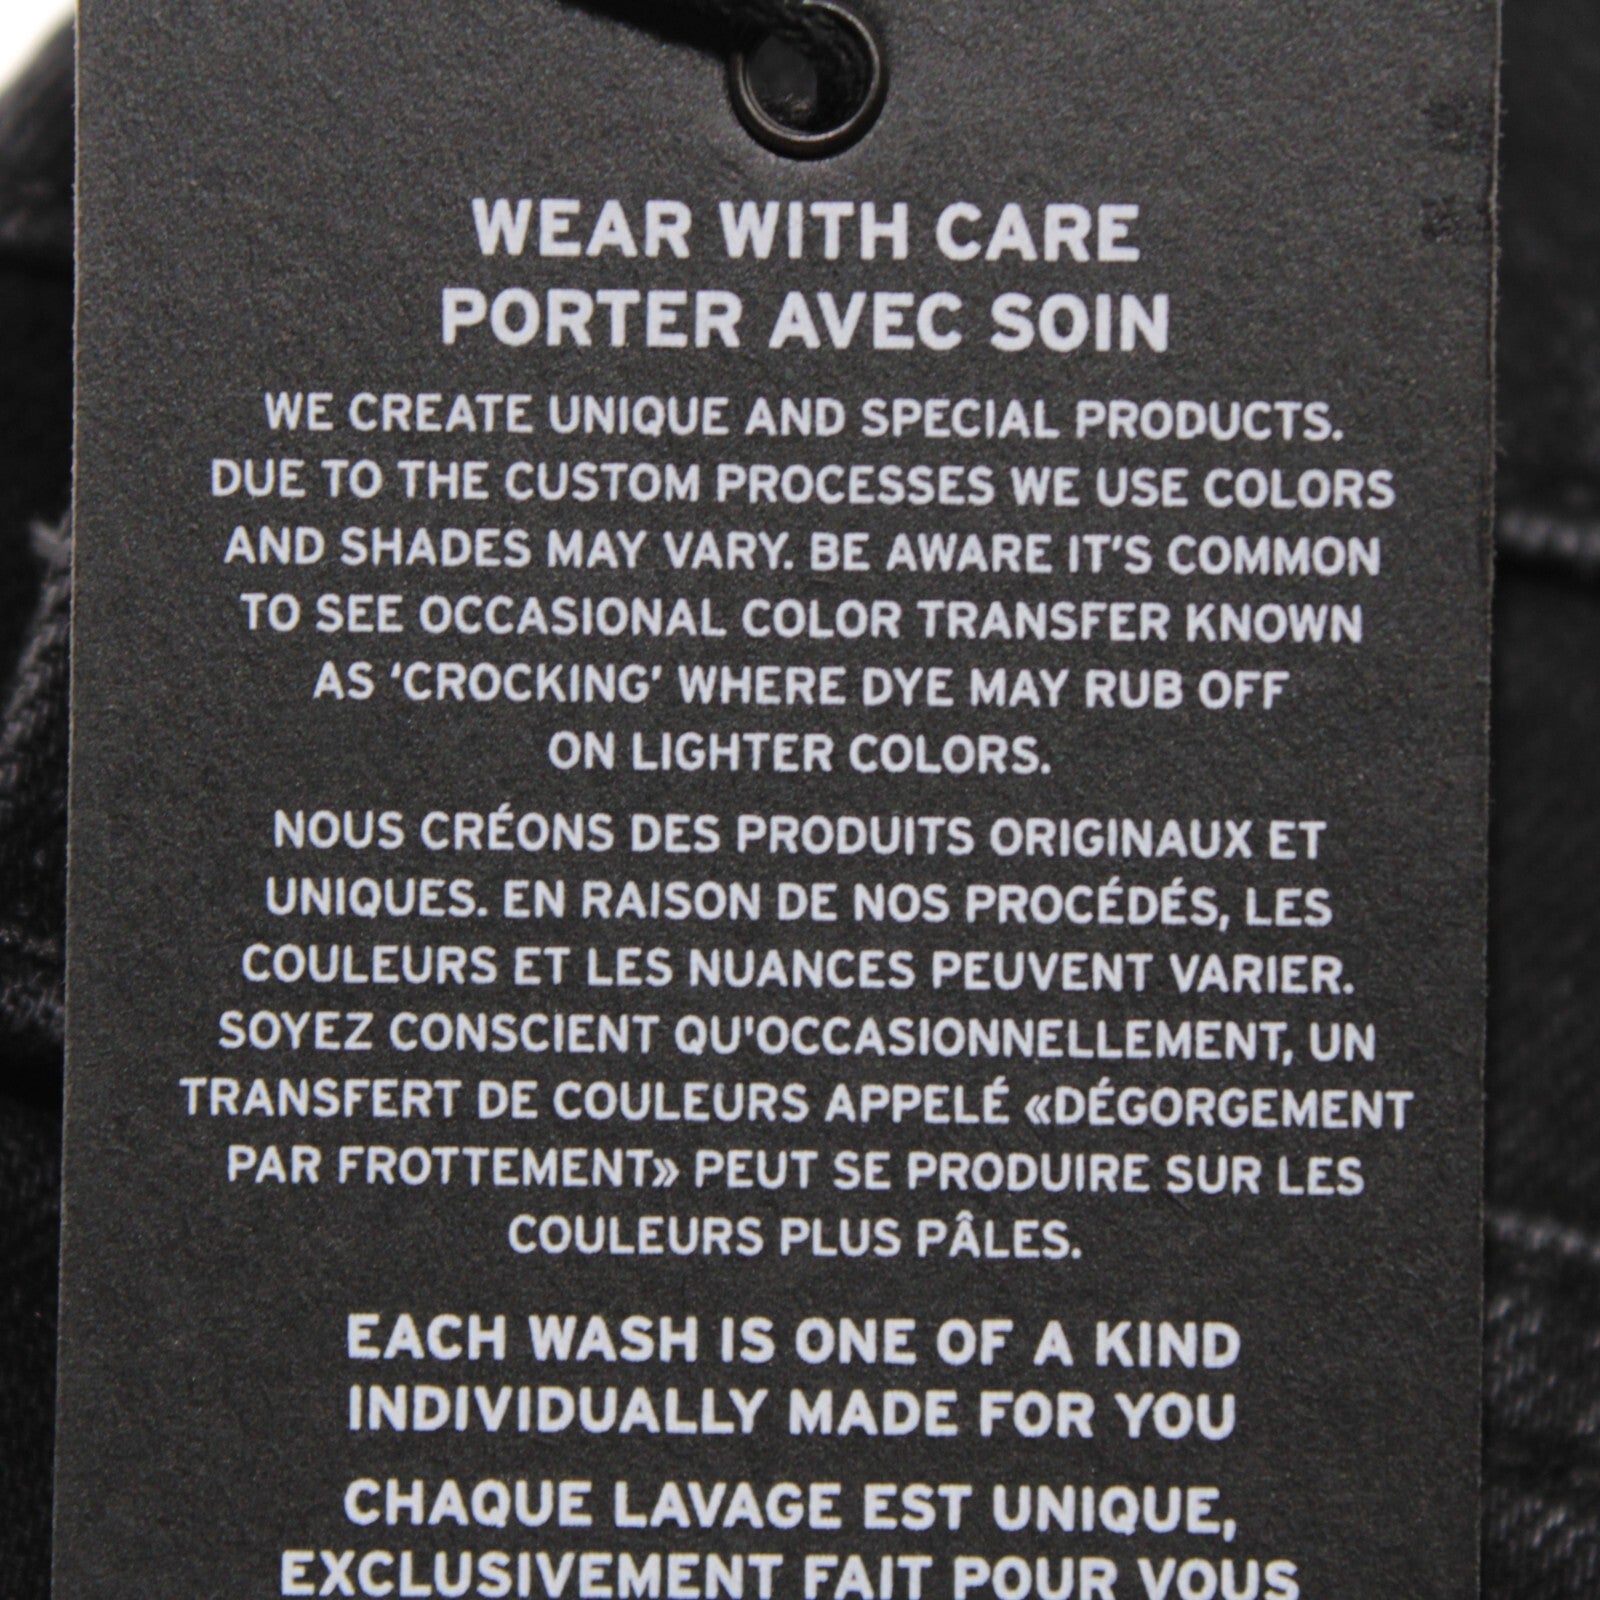 WEAR WITH CARE
PORTER AVEC SOIN
WE CREATE UNIQUE AND SPECIAL PRODUCTS.
DUE TO THE CUSTOM PROCESSES WE USE COLORS
AND SHADES MAY VARY. BE AWARE IT'S COMMON
TO SEE OCCASIONAL COLOR TRANSFER KNOWN
AS 'CROCKING' WHERE DYE MAY RUB OFF
ON LIGHTER COLORS.
NOUS CRÉONS DES PRODUITS ORIGINAUX ET
UNIQUES. EN RAISON DE NOS PROCÉDÉS, LES
COULEURS ET LES NUANCES PEUVENT VARIER.
SOYEZ CONSCIENT QU'OCCASIONNELLEMENT, UN
TRANSFERT DE COULEURS APPELÉ «DÉGORGEMENT
PAR FROTTEMENT» PEUT SE PRODUIRE SUR LES
COULEURS PLUS PÂLES.
EACH WASH IS ONE OF A KIND
INDIVIDUALLY MADE FOR YOU
CHAQUE LAVAGE EST UNIQUE,
EXCLUSIVEMENT FAIT POUR VOUS